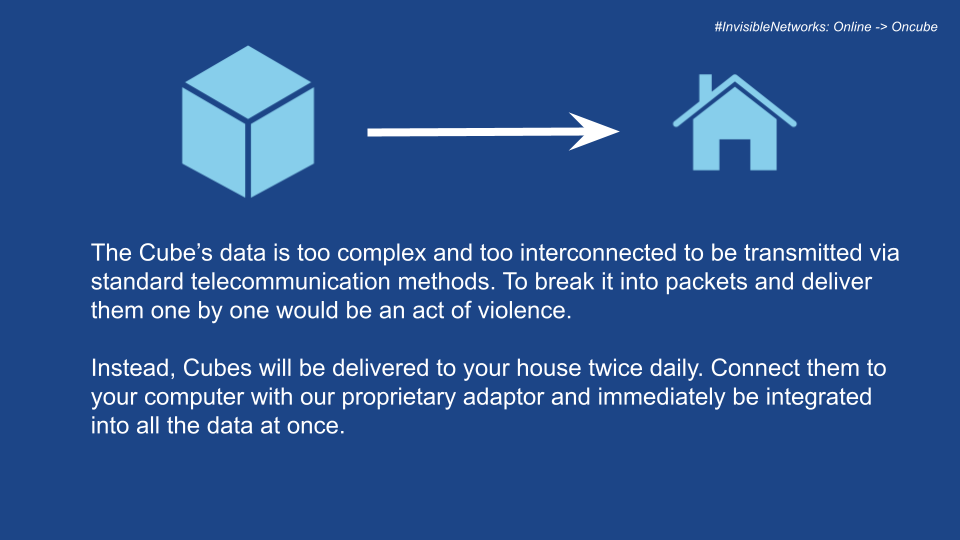 #InvisibleNetworks: Online -> Oncube
The Cube’s data is too complex and too interconnected to be transmitted via
standard telecommunication methods. To break it into packets and deliver
them one by one would be an act of violence.
Instead, Cubes will be delivered to your house twice daily. Connect them to
your computer with our proprietary adaptor and immediately be integrated
into all the data at once.